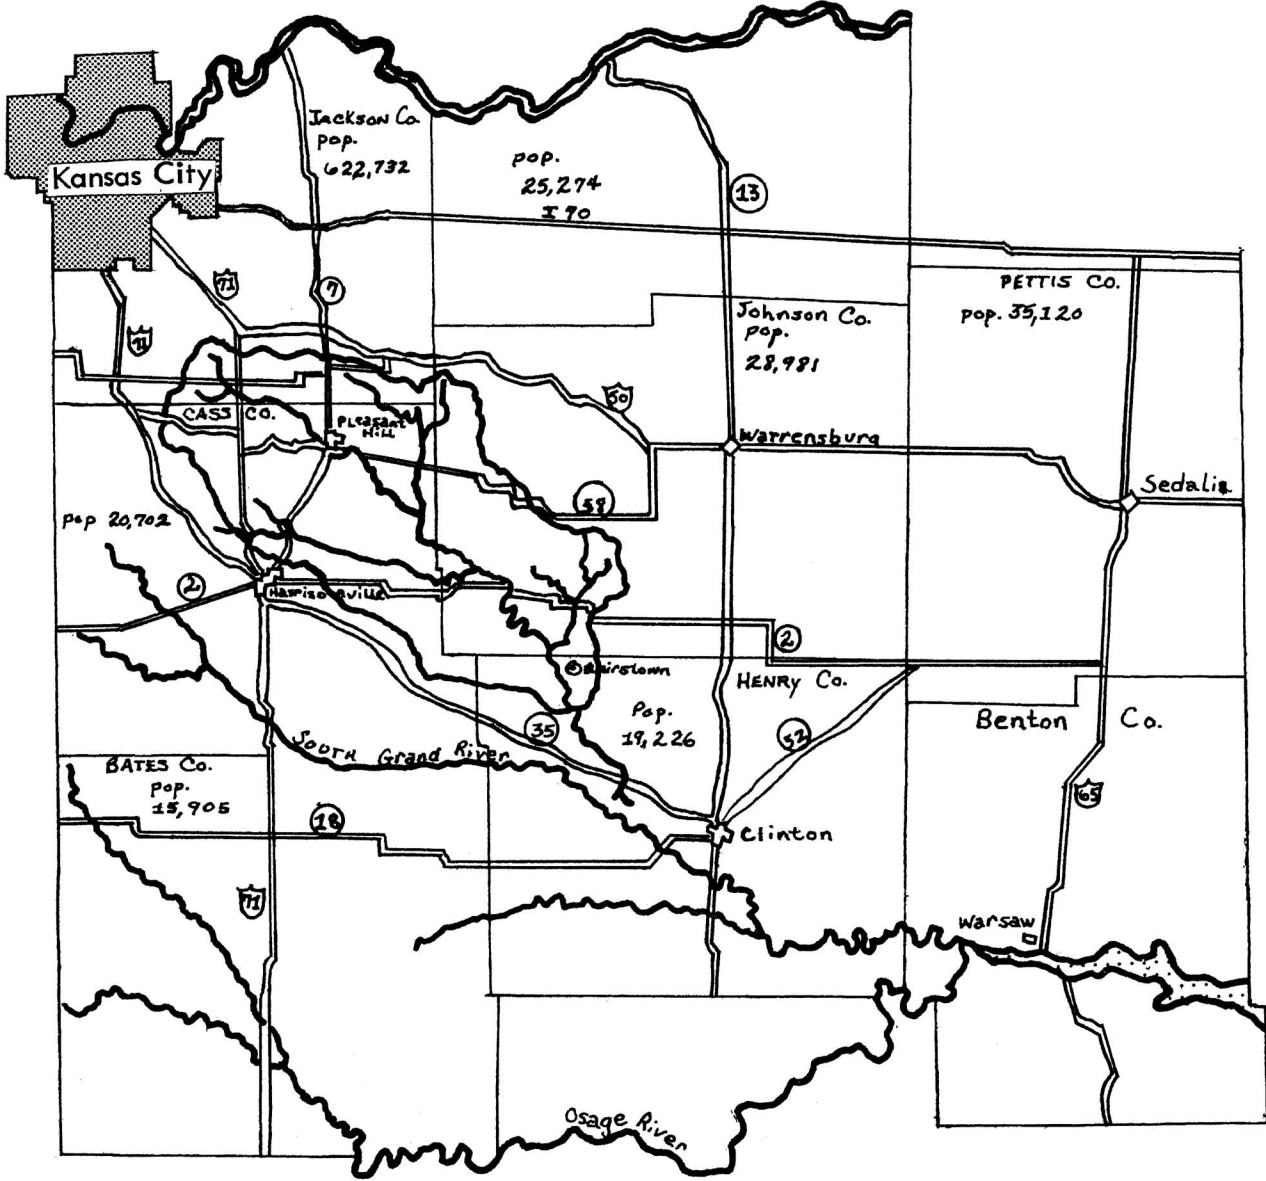 Jackson Co.
pop.
622,732
Kansas City
pop.
25,274
I 70
13
71
7
PETTIS Co.
pop. 35,120
Johnson Co.
pop.
28,981
71
50
CASS CO.
Pleasant
Hill
Warrensburg
Sedalia
58
pop 20,702
2
Harrisonville
2
Bairstown
HENRY Co.
Pop.
19,226
35
52
Benton Co.
South Grand River
BATES Co.
pop.
15,905
18
65
Clinton
71
Warsaw
Osage River